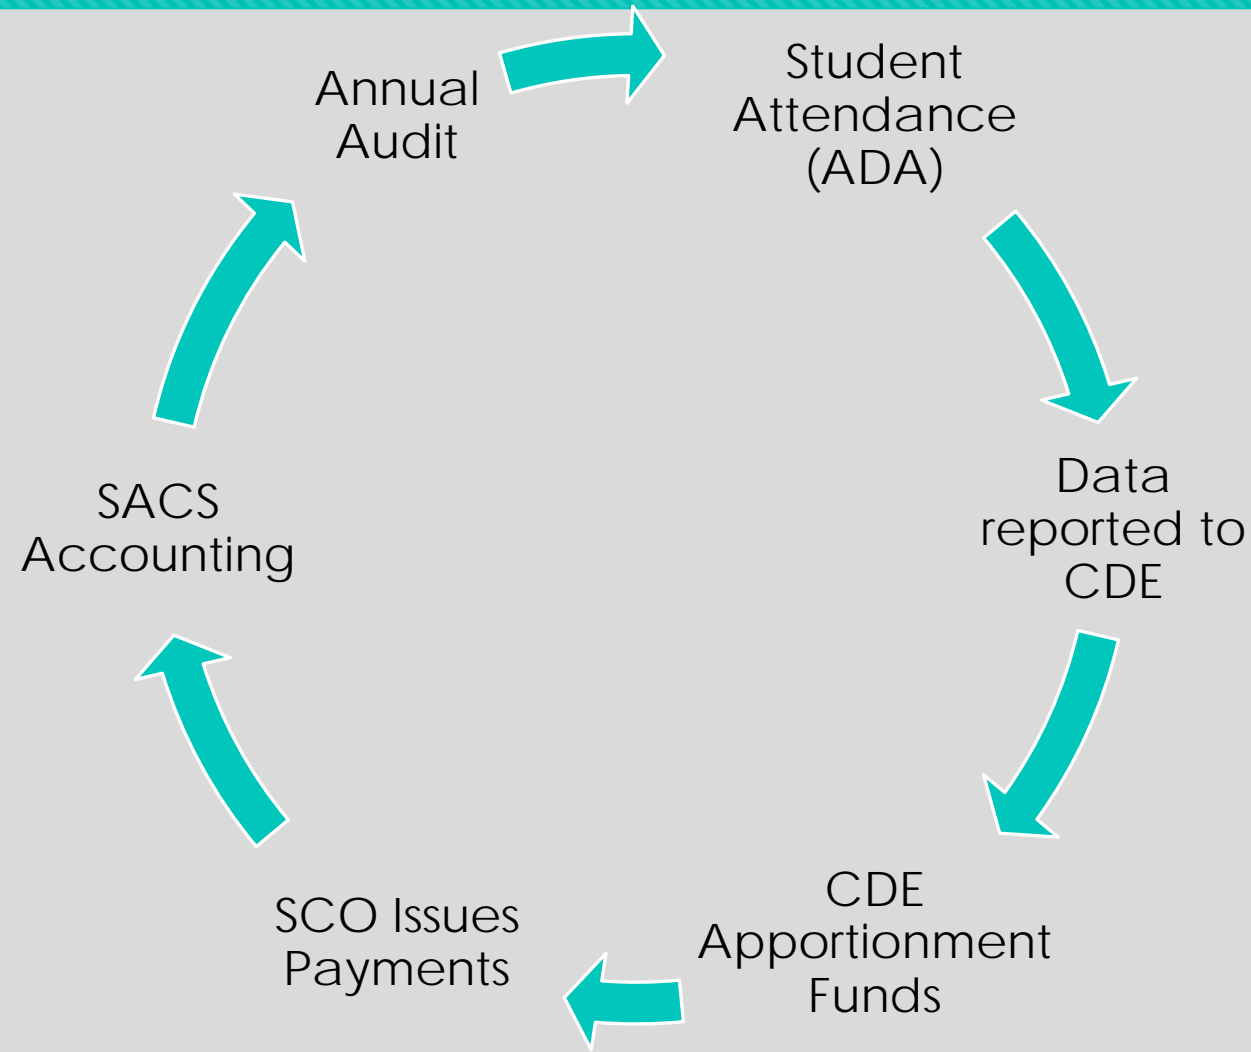 Annual
Audit
Student
Attendance
(ADA)
Data
reported to
CDE
CDE
Apportionment
Funds
SCO Issues
Payments
SACS
Accounting